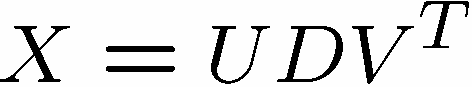 X = UDV^T